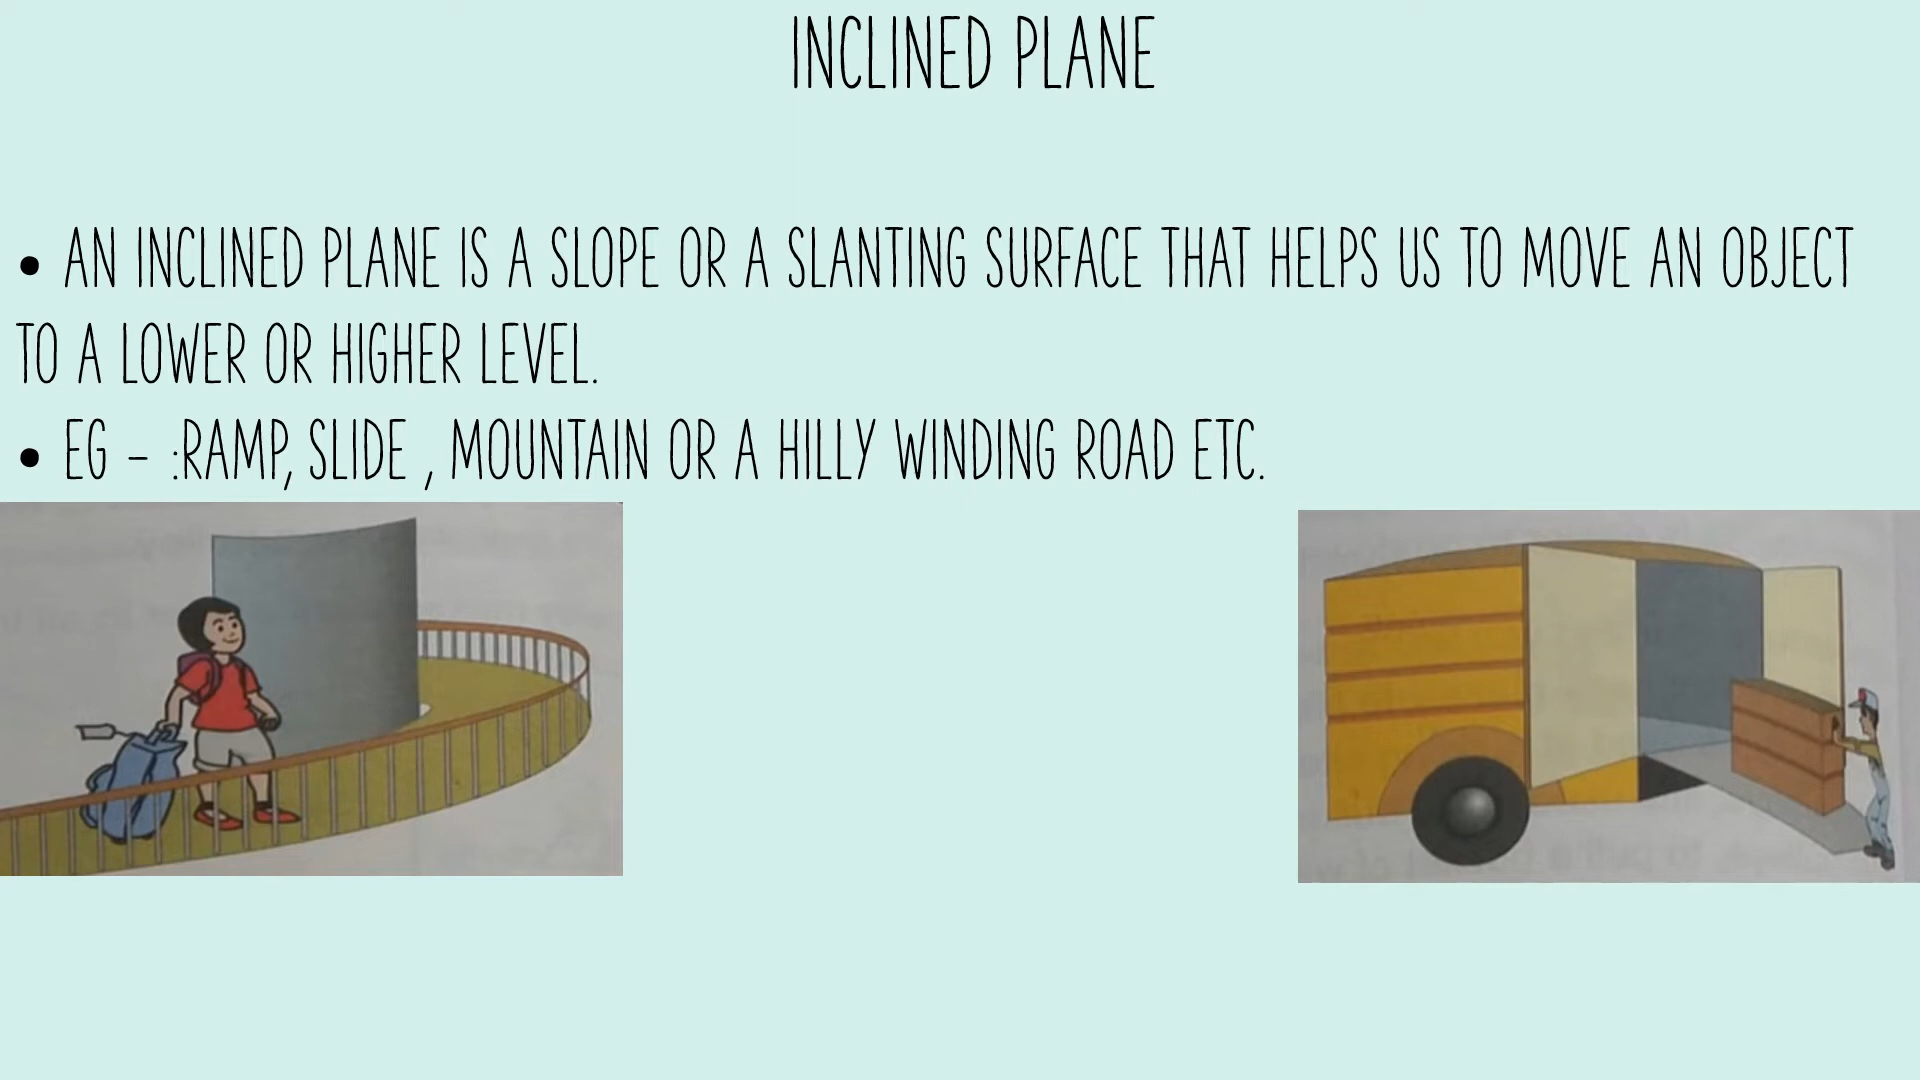 INCLINED PLANE
• AN INCLINED PLANE IS A SLOPE OR A SLANTING SURFACE THAT HELPS US TO MOVE AN OBJECT
TO A LOWER OR HIGHER LEVEL.
• EG – :RAMP, SLIDE , MOUNTAIN OR A HILLY WINDING ROAD ETC.